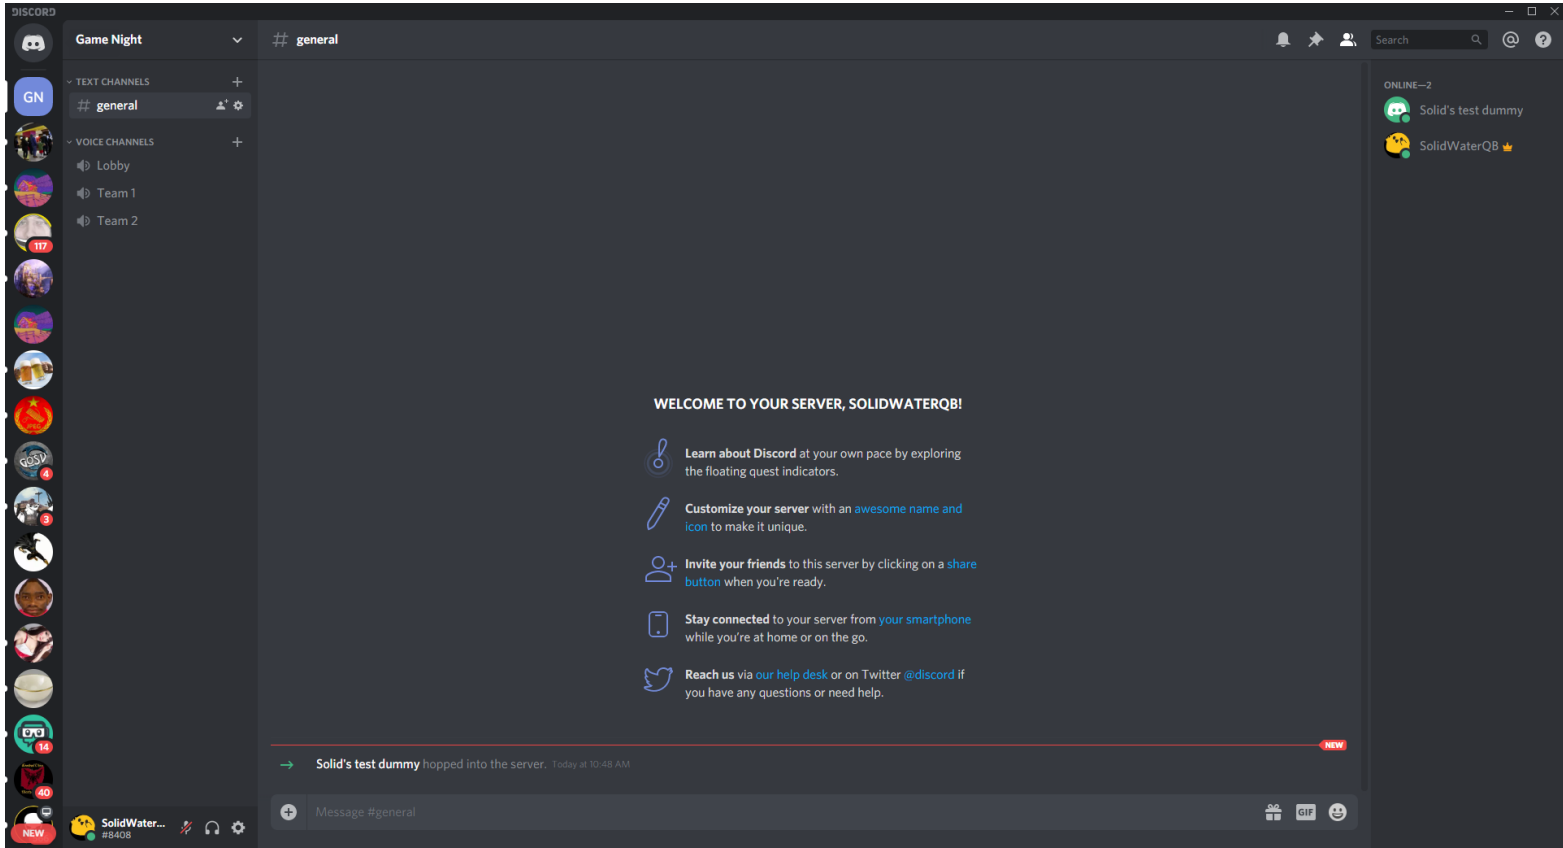 DISCORD
Game Night
general
Search
TEXT CHANNELS
general
VOICE CHANNELS
Lobby
Team 1
Team 2
GN
117
GOSV
4
3
14
40
NEW
WELCOME TO YOUR SERVER, SOLIDWATERQB!
Learn about Discord at your own pace by exploring
the floating quest indicators.
Customize your server with an awesome name and
icon to make it unique.
Invite your friends to this server by clicking on a share
button when you're ready.
Stay connected to your server from your smartphone
while you're at home or on the go.
Reach us via our help desk or on Twitter @discord if
you have any questions or need help.
NEW
Solid's test dummy hopped into the server. Today at 10:48 AM
Message #general
GIF
SolidWater...
#8408
ONLINE—2
Solid's test dummy
SolidWaterQB